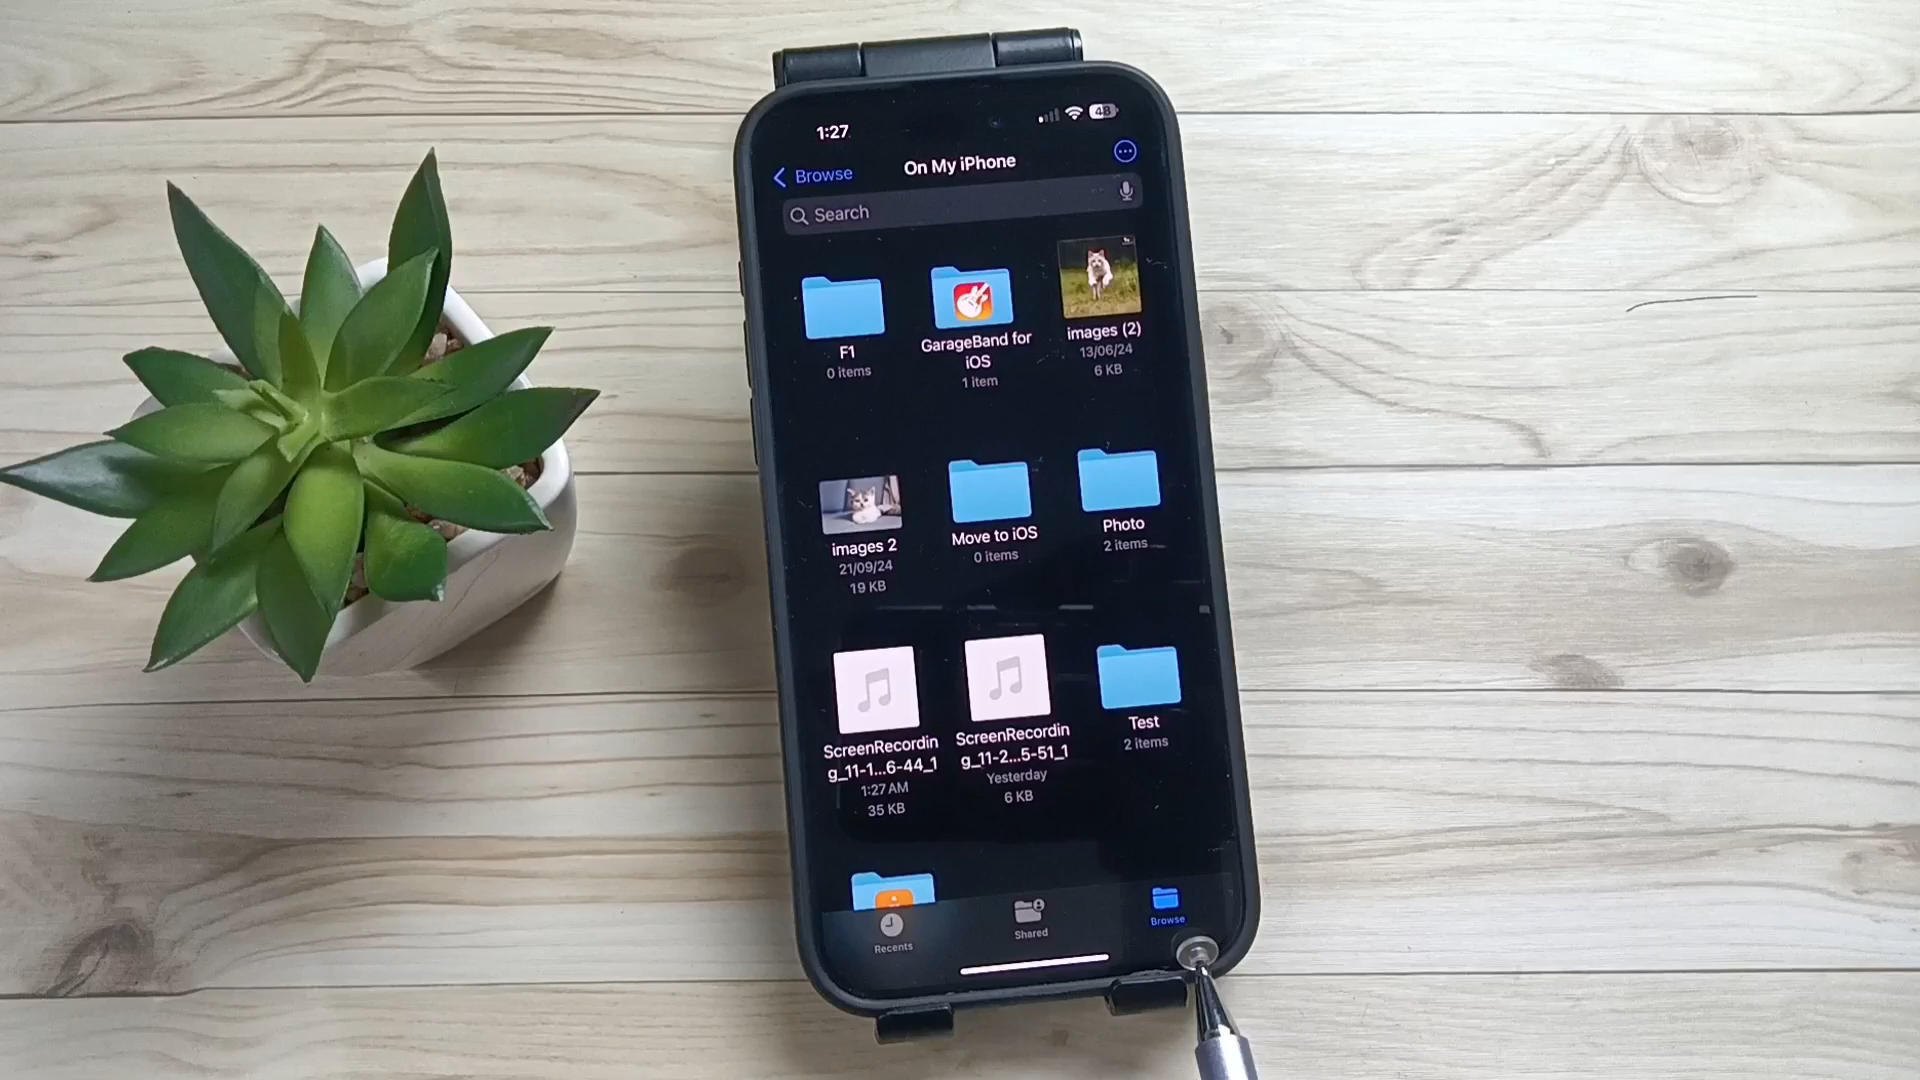 1:27
48
Browse
On My iPhone
Search
F1
0 items
GarageBand for
iOS
1 item
images (2)
13/06/24
6 KB
images 2
21/09/24
19 KB
Move to iOS
0 items
Photo
2 items
ScreenRecordin
g_11-1...6-44_1
1:27 AM
35 KB
ScreenRecordin
g_11-2...5-51_1
Yesterday
6 KB
Test
2 items
Recents
Shared
Browse